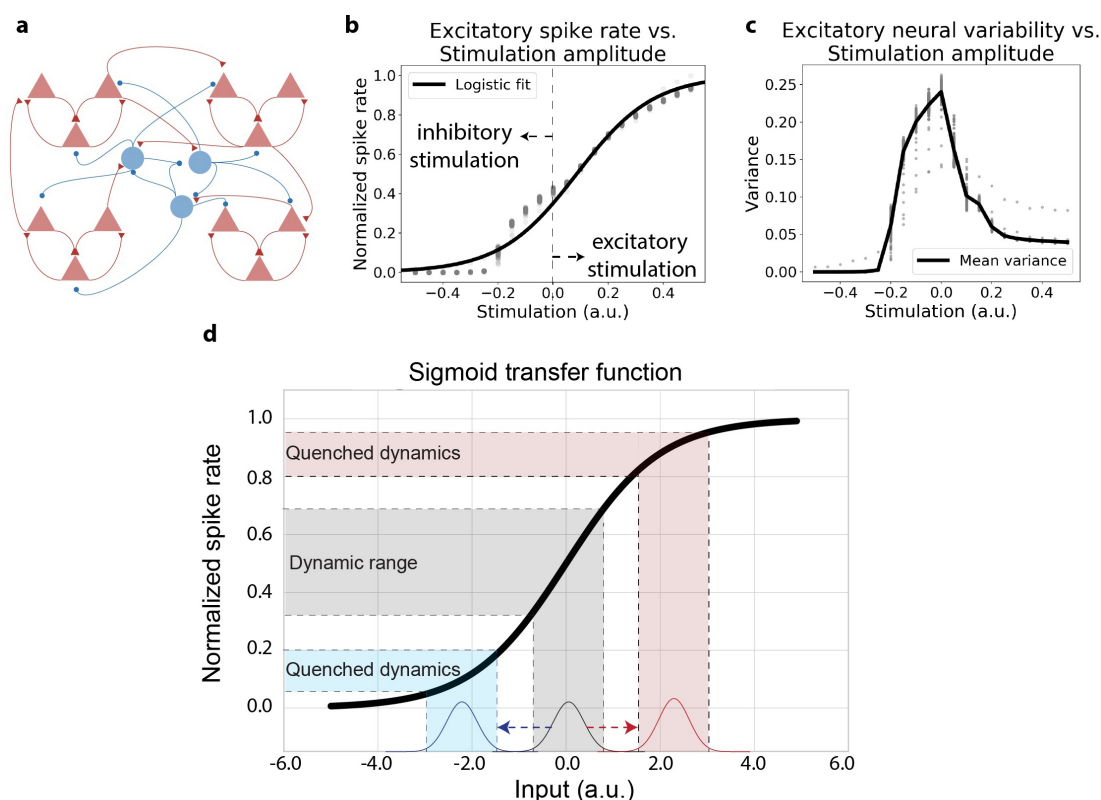 a
b
Excitatory spike rate vs.
Stimulation amplitude
Normalized spike rate
1.0
0.8
0.6
0.4
0.2
0.0
Logistic fit
inhibitory
stimulation
excitatory
stimulation
−0.4
−0.2
0.0
0.2
0.4
Stimulation (a.u.)
c
Excitatory neural variability vs.
Stimulation amplitude
Variance
0.25
0.20
0.15
0.10
0.05
0.00
Mean variance
−0.4
−0.2
0.0
0.2
0.4
Stimulation (a.u.)
d
Sigmoid transfer function
Normalized spike rate
1.0
0.8
0.6
0.4
0.2
0.0
Quenched dynamics
Dynamic range
Quenched dynamics
-6.0
-4.0
-2.0
0.0
2.0
4.0
6.0
Input (a.u.)